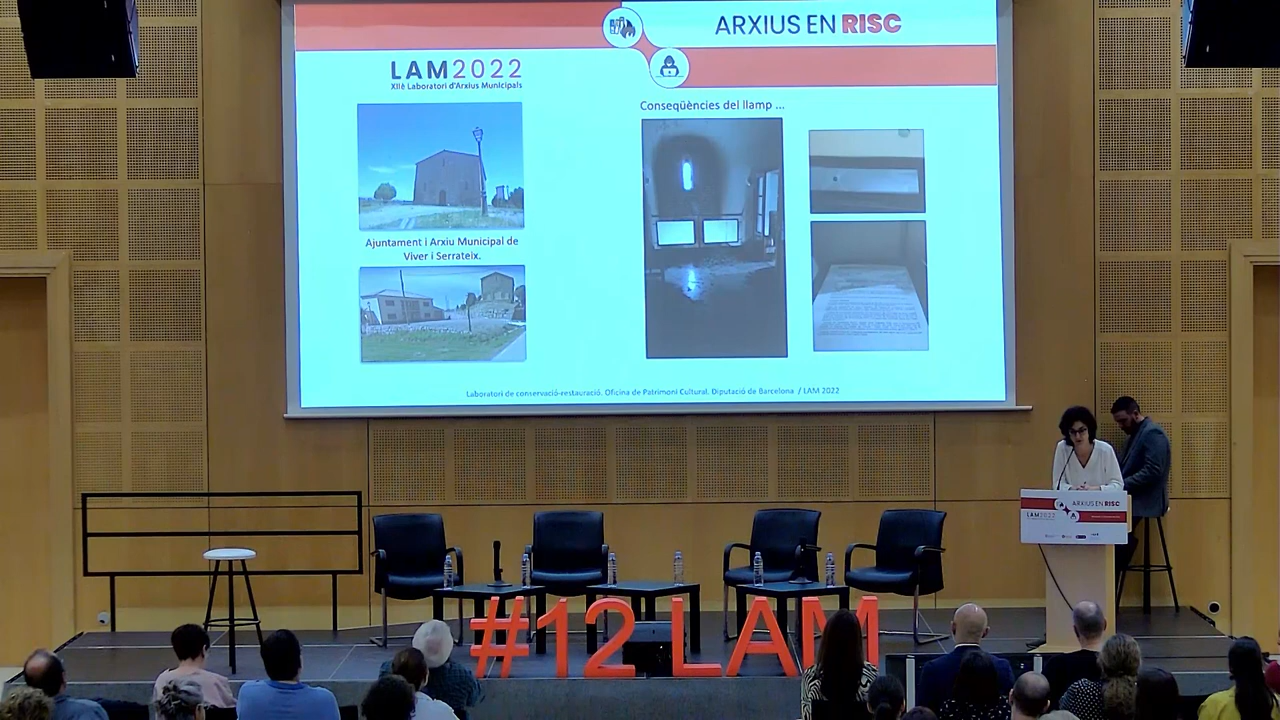 ARXIUS EN RISC
LAM2022
XIIè Laboratori d'Arxius Municipals
Conseqüències del llamp ...
Ajuntament i Arxiu Municipal de
Viver i Serrateix.
Laboratori de conservació-restauració. Oficina de Patrimoni Cultural. Diputació de Barcelona / LAM 2022
ARXIUS EN RISC
LAM2022
#12 LAM